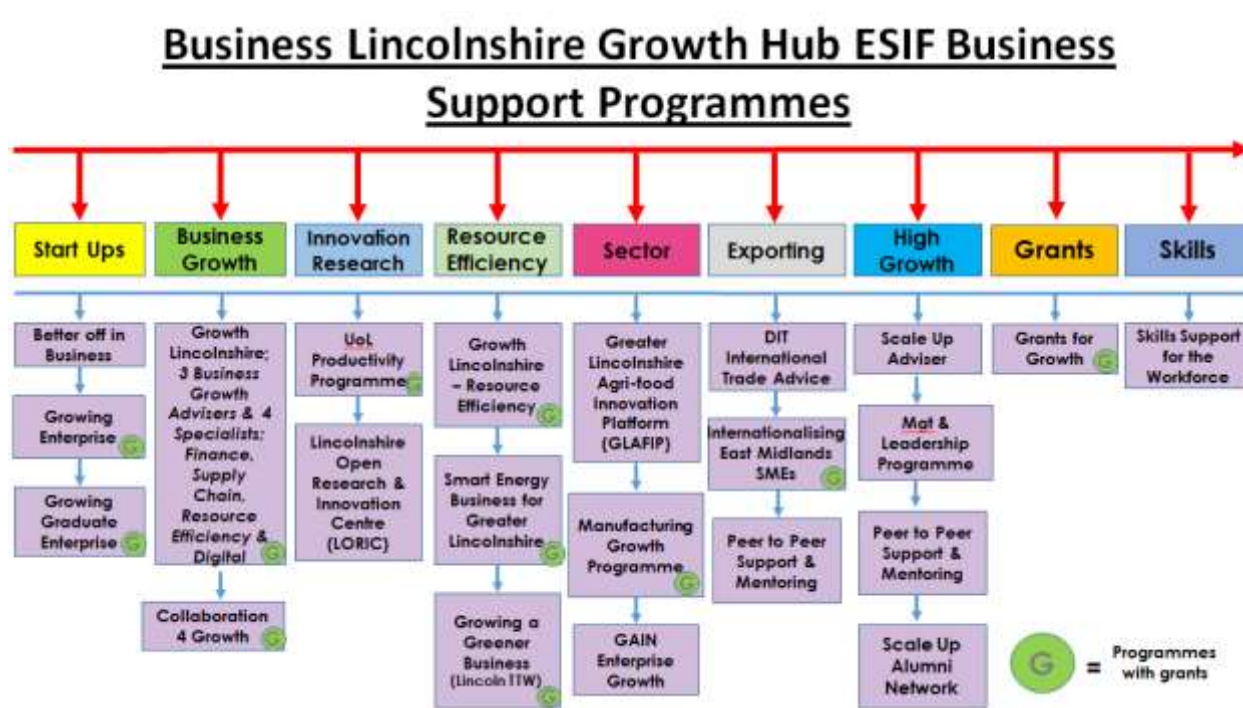 Business Lincolnshire Growth Hub ESIF Business
Support Programmes
Start Ups
Business
Growth
Innovation
Research
Resource
Efficiency
Sector
Exporting
High
Growth
Grants
Skills
Better off in
Business
Growing
Enterprise
G
Growing
Graduate
Enterprise
G
Growth
Lincolnshire;
3 Business
Growth
Advisers & 4
Specialists;
Finance,
Supply
Chain,
Resource
Efficiency &
Digital
G
Collaboration
4 Growth
G
UoL
Productivity
Programme
G
Lincolnshire
Open
Research &
Innovation
Centre
(LORIC)
Growth
Lincolnshire
– Resource
Efficiency
G
Smart Energy
Business for
Greater
Lincolnshire
G
Growing a
Greener
Business
(Lincoln TTW)
G
Greater
Lincolnshire
Agri-food
Innovation
Platform
(GLAFIP)
Manufacturing
Growth
Programme
G
GAIN
Enterprise
Growth
DIT
International
Trade Advice
Internationalising
East Midlands
SMEs
G
Peer to Peer
Support &
Mentoring
Scale Up
Adviser
Mgt &
Leadership
Programme
Peer to Peer
Support &
Mentoring
Scale Up
Alumni
Network
Grants for
Growth
G
Skills Support
for the
Workforce
G = Programmes
with grants